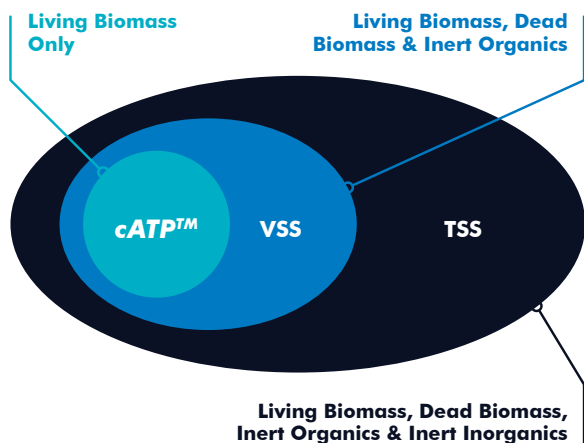 Living Biomass
Only
Living Biomass, Dead
Biomass & Inert Organics
cATP™
VSS
TSS
Living Biomass, Dead Biomass,
Inert Organics & Inert Inorganics